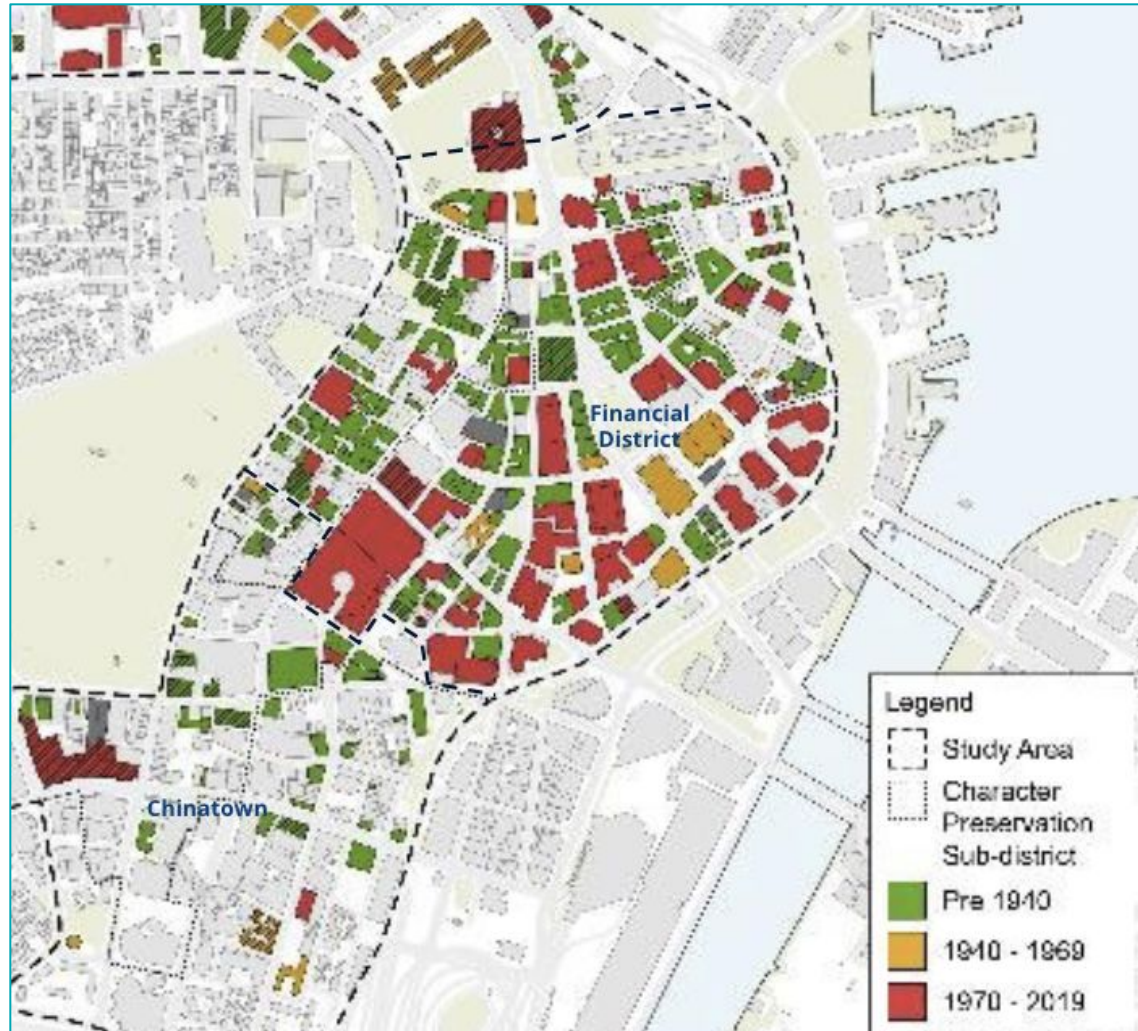 Financial
District
Chinatown
Legend
Study Area
Character
Preservation
Sub-district
Pre 1940
1940 - 1969
1970 - 2019